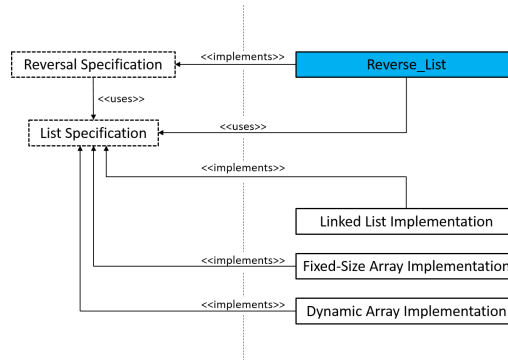 <<implements>>
Reversal Specification
Reverse_List
<<uses>>
List Specification
<<uses>>
<<implements>>
Linked List Implementation
<<implements>>
Fixed-Size Array Implementation
<<implements>>
Dynamic Array Implementation